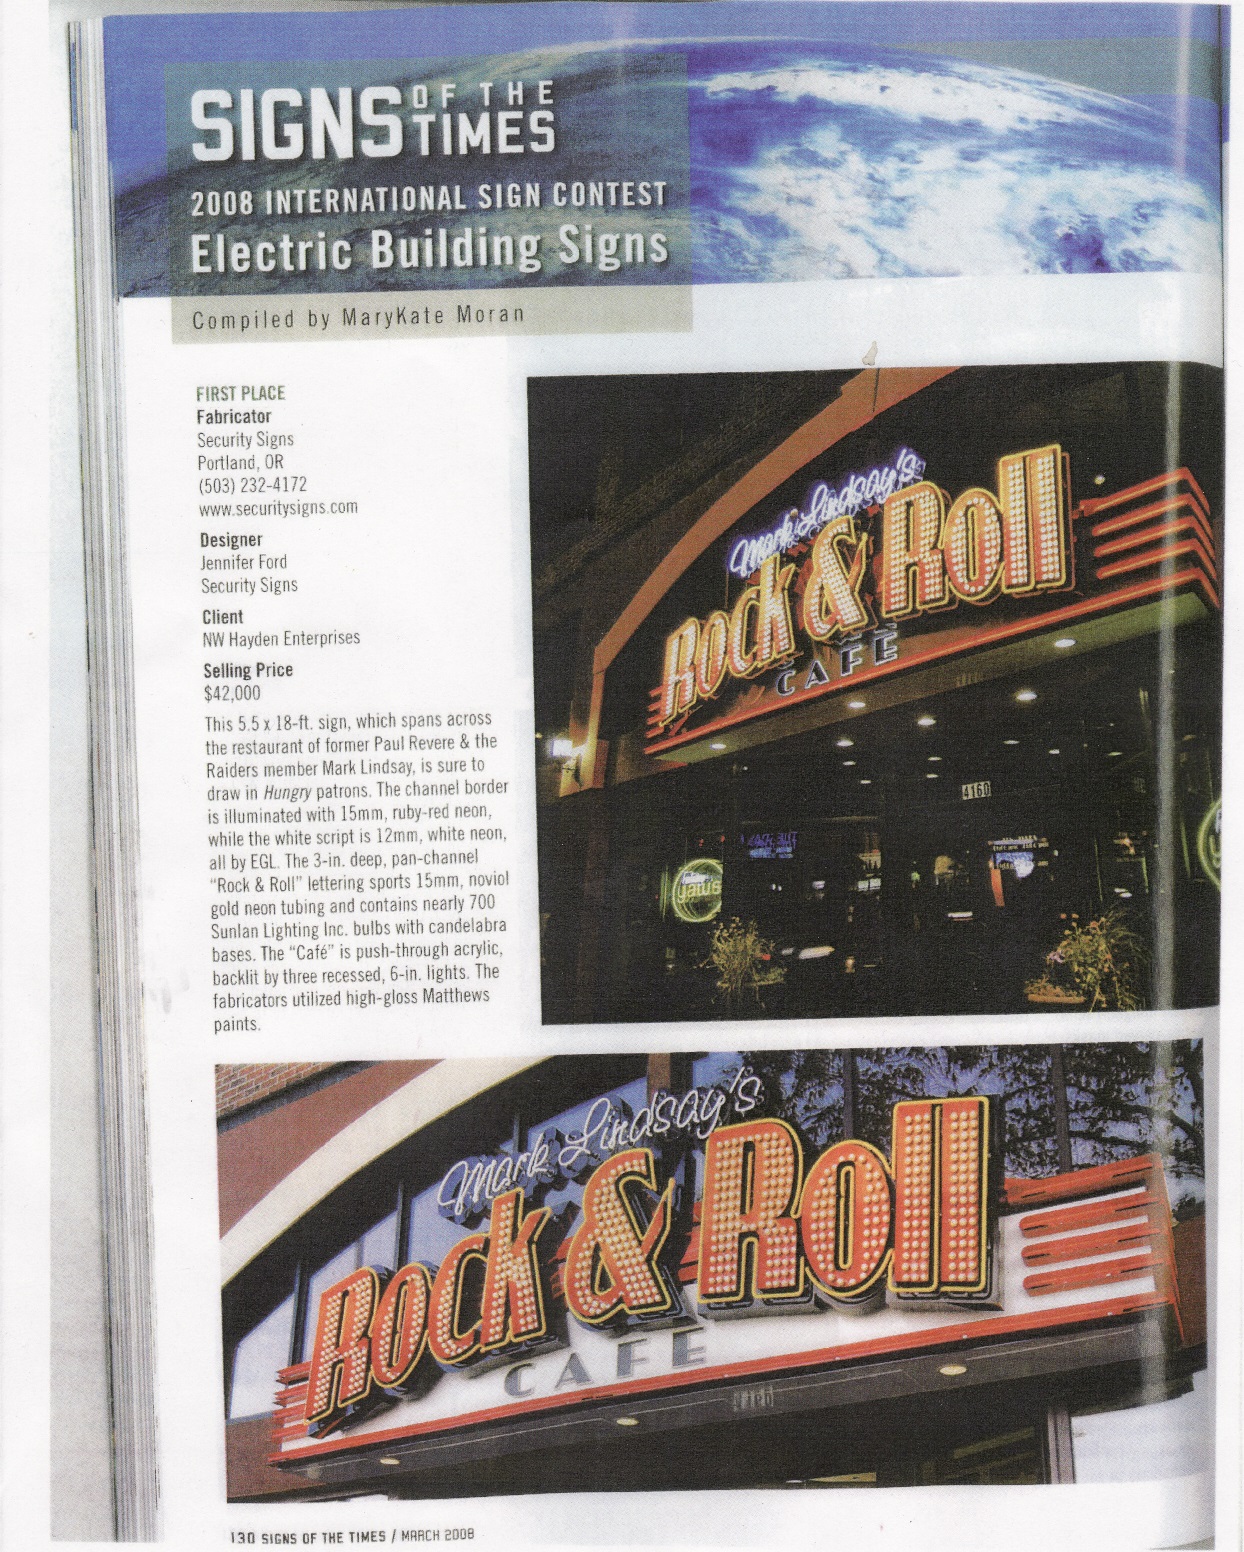 SIGNS OF THE TIMES
2008 INTERNATIONAL SIGN CONTEST
Electric Building Signs
Compiled by MaryKate Moran
FIRST PLACE
Fabricator
Security Signs
Portland, OR
(503) 232-4172
www.securitysigns.com
Designer
Jennifer Ford
Security Signs
Client
NW Hayden Enterprises
Selling Price
$42,000
This 5.5 x 18-ft. sign, which spans across
the restaurant of former Paul Revere & the
Raiders member Mark Lindsay, is sure to
draw in Hungry patrons. The channel border
is illuminated with 15mm, ruby-red neon,
while the white script is 12mm, white neon,
all by EGL. The 3-in. deep, pan-channel
“Rock & Roll” lettering sports 15mm, noviol
gold neon tubing and contains nearly 700
Sunlan Lighting Inc. bulbs with candelabra
bases. The “Café” is push-through acrylic,
backlit by three recessed, 6-in. lights. The
fabricators utilized high-gloss Matthews
paints.
Mark Lindsay's
Rock & Roll
CAFE
4160
Mark Lindsay's
Rock & Roll
CAFE
4160
130 SIGNS OF THE TIMES / MARCH 2008